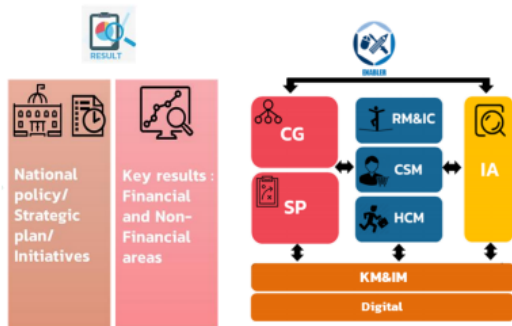 RESULT
National
policy/
Strategic
plan/
Initiatives
Key results :
Financial
and Non-
Financial
areas
ENABLER
CG
SP
RM&IC
CSM
HCM
IA
KM&IM
Digital